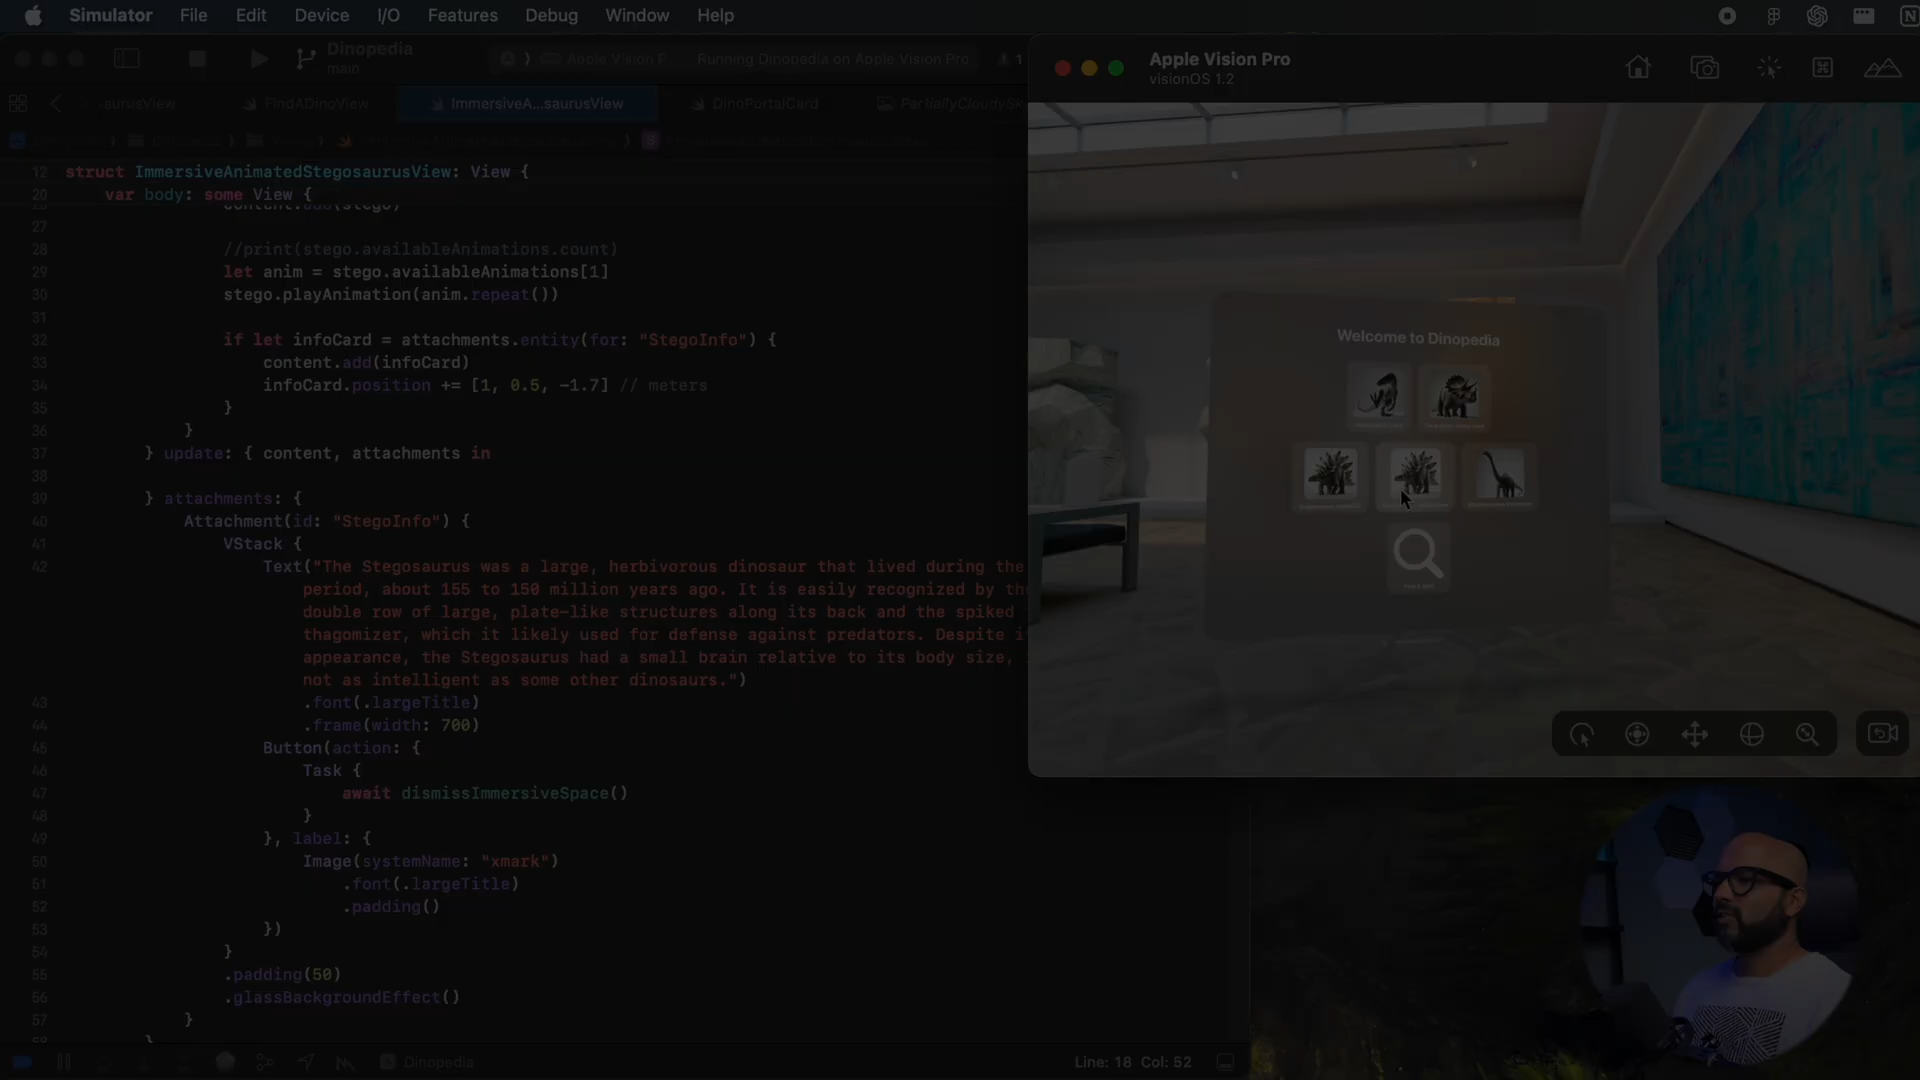 Simulator File Edit Device I/O Features Debug Window Help
Dinopedia
main
Apple Vision P
Running Dinopedia on Apple Vision Pro
1
aurusView
FindADinoView
ImmersiveA...saurusView
DinoPortalCard
PartiallyCloudySk
12 struct ImmersiveAnimatedStegosaurusView: View {
20 var body: some View {
27
28 //print(stego.availableAnimations.count)
29 let anim = stego.availableAnimations[1]
30 stego.playAnimation(anim.repeat())
31
32 if let infoCard = attachments.entity(for: "StegoInfo") {
33 content.add(infoCard)
34 infoCard.position += [1, 0.5, -1.7] // meters
35 }
36 }
37 } update: { content, attachments in
38
39 } attachments: {
40 Attachment(id: "StegoInfo") {
41 VStack {
42 Text("The Stegosaurus was a large, herbivorous dinosaur that lived during the
period, about 155 to 150 million years ago. It is easily recognized by th
double row of large, plate-like structures along its back and the spiked
thagomizer, which it likely used for defense against predators. Despite i
appearance, the Stegosaurus had a small brain relative to its body size,
not as intelligent as some other dinosaurs.")
43 .font(.largeTitle)
44 .frame(width: 700)
45 Button(action: {
46 Task {
47 await dismissImmersiveSpace()
48 }
49 }, label: {
50 Image(systemName: "xmark")
51 .font(.largeTitle)
52 .padding()
53 })
54 }
55 .padding(50)
56 .glassBackgroundEffect()
57 }
58 }
Dinopedia
Line: 18 Col: 52
Apple Vision Pro
visionOS 1.2
Welcome to Dinopedia